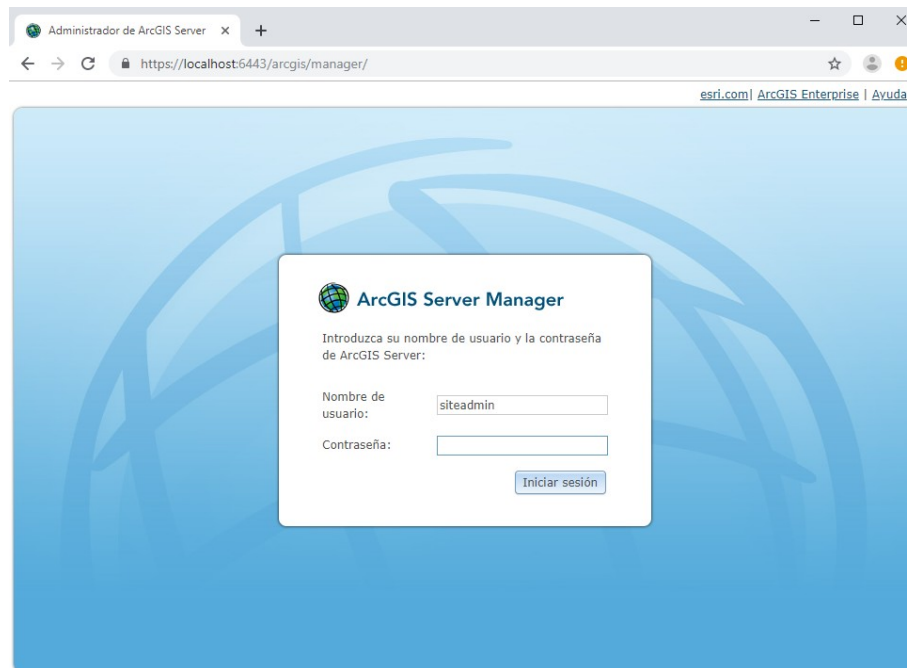 Administrador de ArcGIS Server
https://localhost:6443/arcgis/manager/
esri.com| ArcGIS Enterprise | Ayuda
ArcGIS Server Manager
Introduzca su nombre de usuario y la contraseña
de ArcGIS Server:
Nombre de
usuario:
siteadmin
Contraseña:
Iniciar sesión